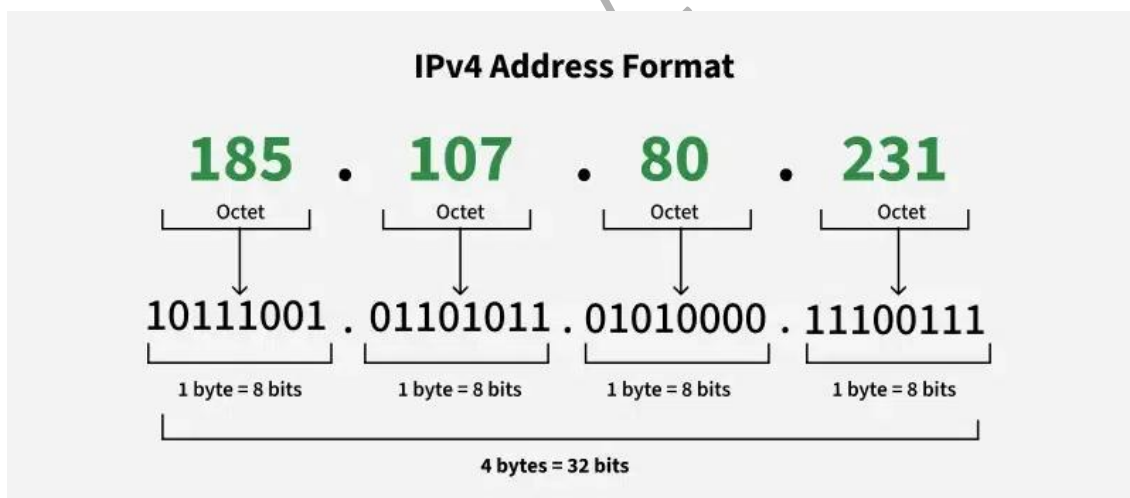 IPv4 Address Format
185 . 107 . 80 . 231
Octet Octet Octet Octet
10111001 . 01101011 . 01010000 . 11100111
1 byte = 8 bits 1 byte = 8 bits 1 byte = 8 bits 1 byte = 8 bits
4 bytes = 32 bits